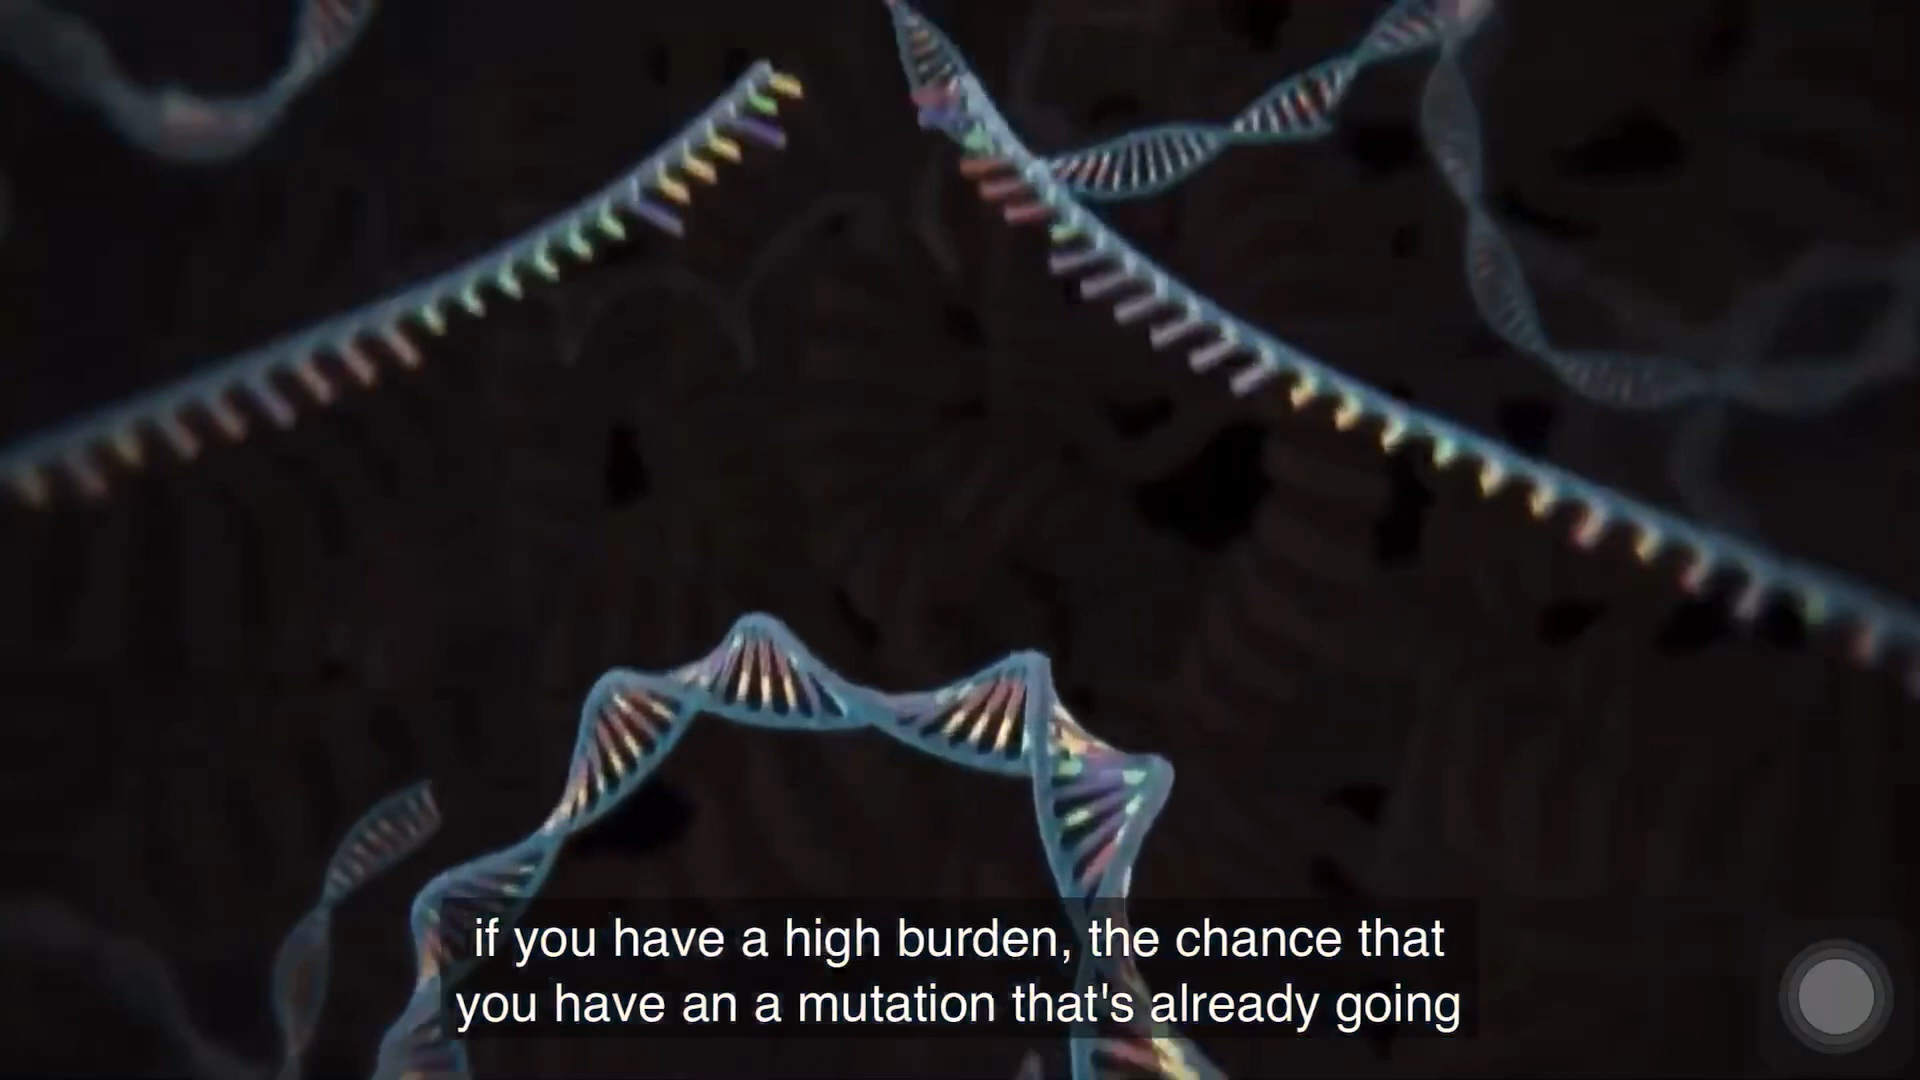 if you have a high burden, the chance that
you have an a mutation that's already going